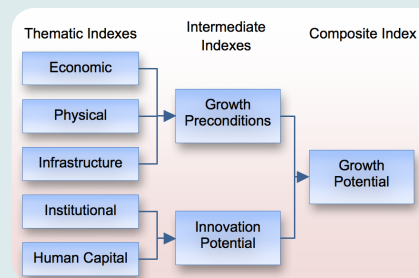 Thematic Indexes
Intermediate
Indexes
Composite Index
Economic
Physical
Infrastructure
Institutional
Human Capital
Growth
Preconditions
Innovation
Potential
Growth
Potential